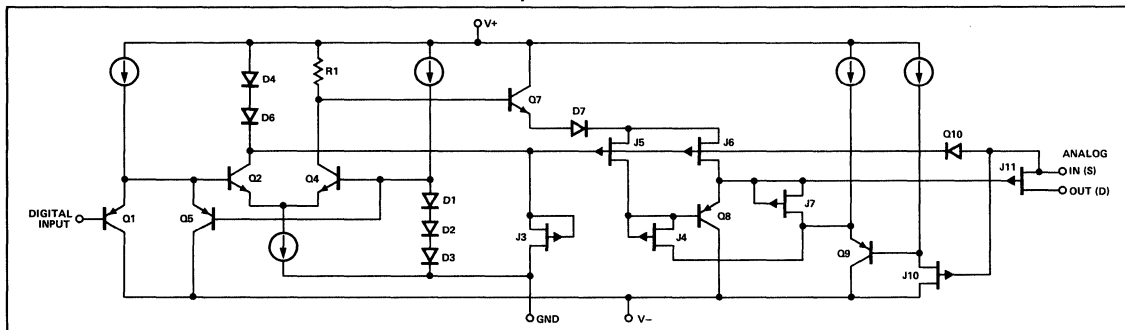 V+
D4
R1
D6
Q7
D7
Q10
ANALOG
J5
J6
J11
IN (S)
OUT (D)
Q2
Q4
D1
J7
DIGITAL
INPUT
Q1
Q5
D2
Q8
J3
J4
D3
Q9
J10
GND
V−